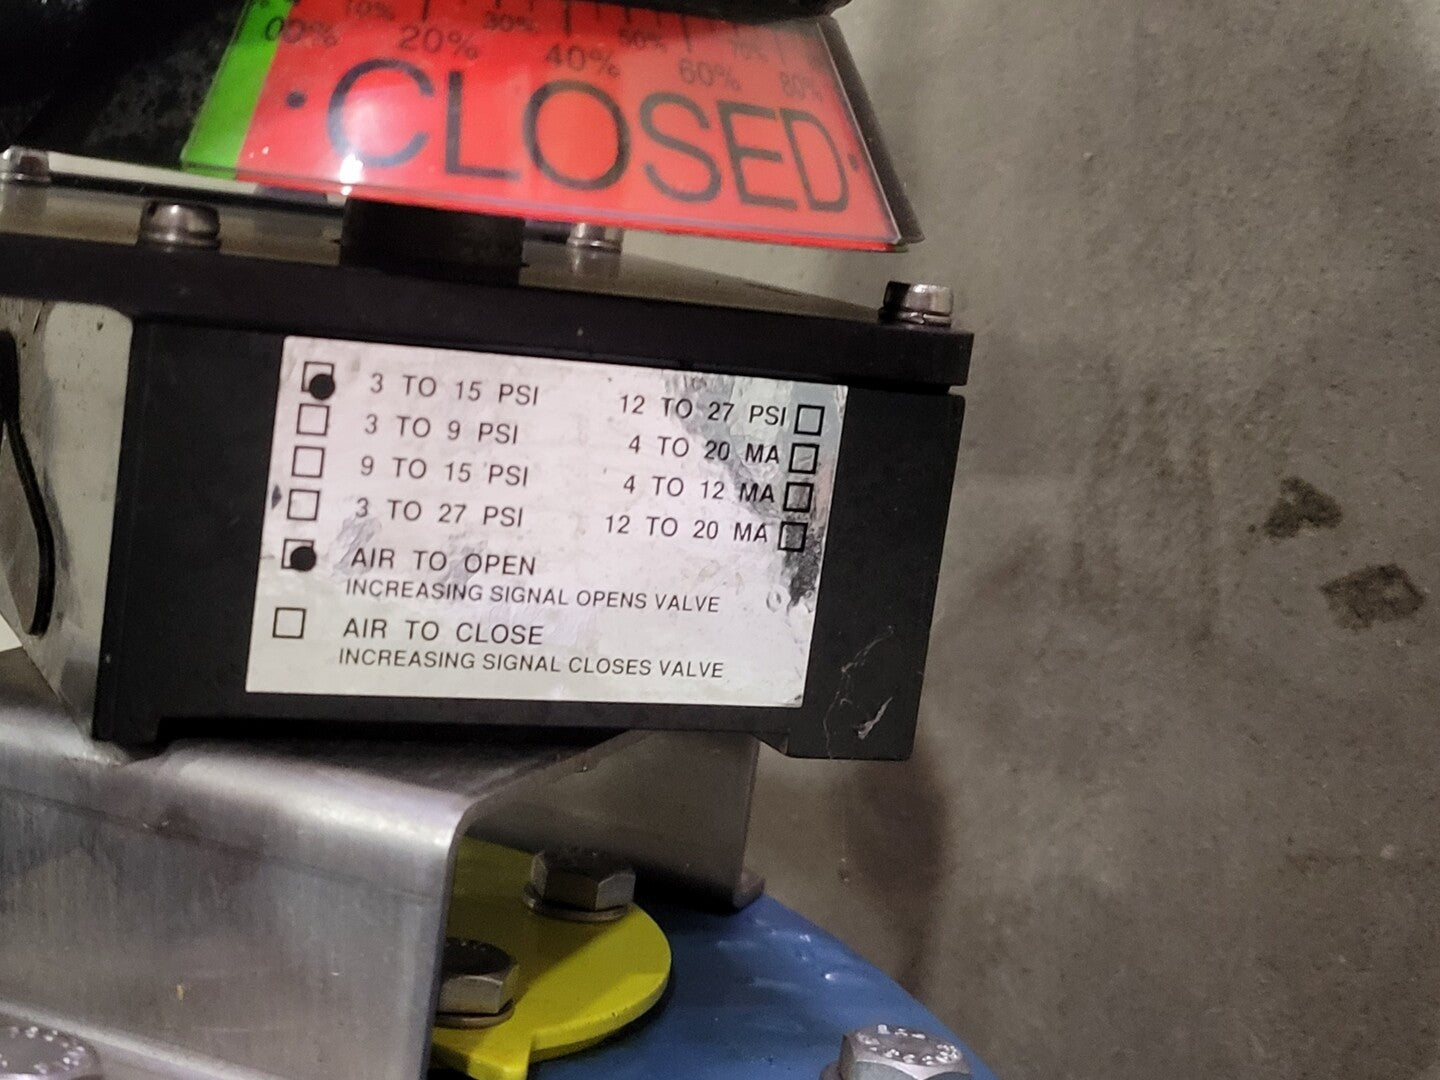 00% 10% 20% 30% 40% 50% 60% 70% 80%
·CLOSED·
3 TO 15 PSI
12 TO 27 PSI
3 TO 9 PSI
4 TO 20 MA
9 TO 15 PSI
4 TO 12 MA
3 TO 27 PSI
12 TO 20 MA
AIR TO OPEN
INCREASING SIGNAL OPENS VALVE
AIR TO CLOSE
INCREASING SIGNAL CLOSES VALVE